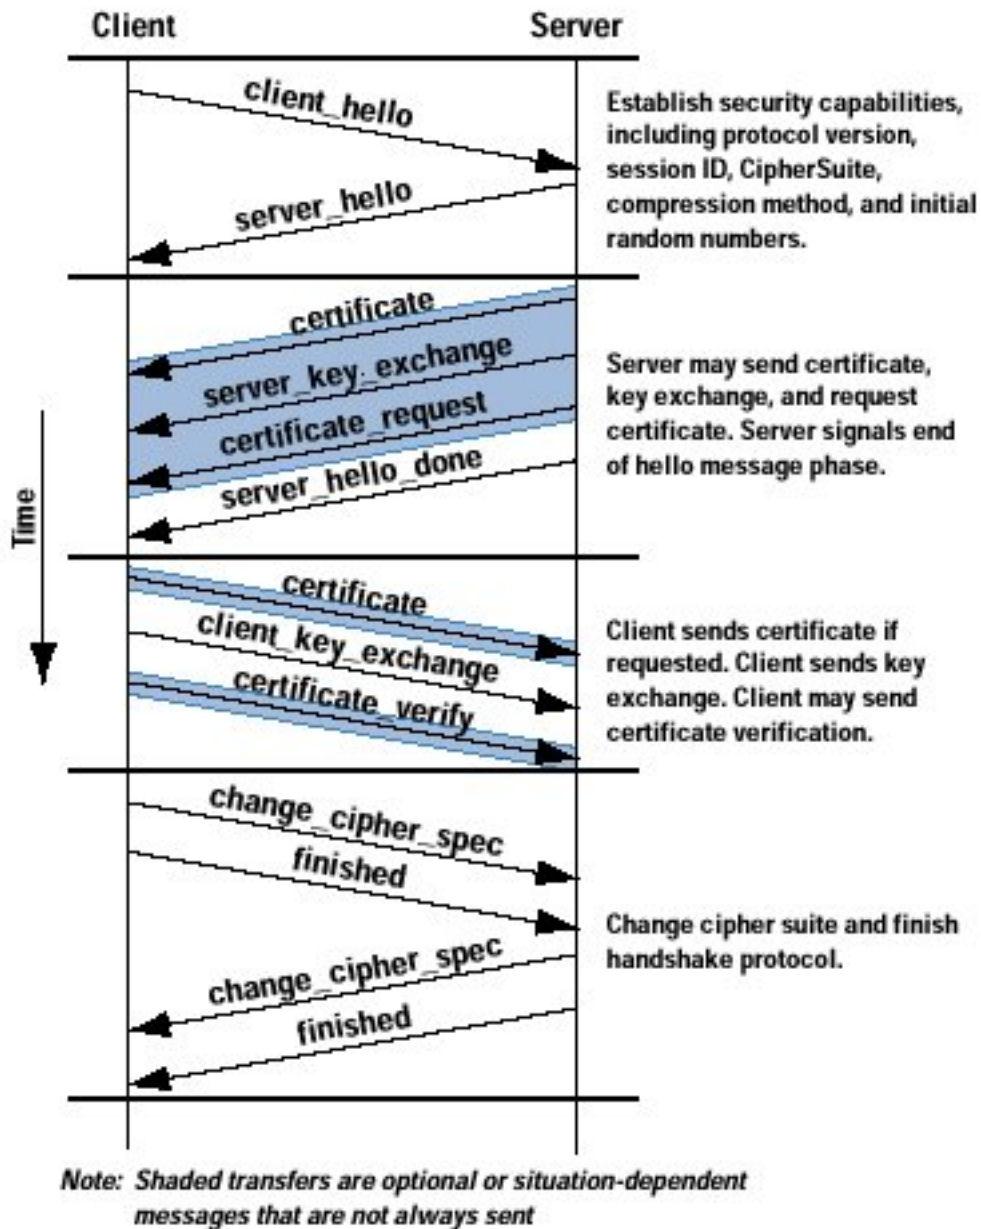 Client
Server
client_hello
server_hello
Establish security capabilities,
including protocol version,
session ID, CipherSuite,
compression method, and initial
random numbers.
certificate
server_key_exchange
certificate_request
server_hello_done
Server may send certificate,
key exchange, and request
certificate. Server signals end
of hello message phase.
Time
certificate
client_key_exchange
certificate_verify
Client sends certificate if
requested. Client sends key
exchange. Client may send
certificate verification.
change_cipher_spec
finished
change_cipher_spec
finished
Change cipher suite and finish
handshake protocol.
Note: Shaded transfers are optional or situation-dependent
messages that are not always sent